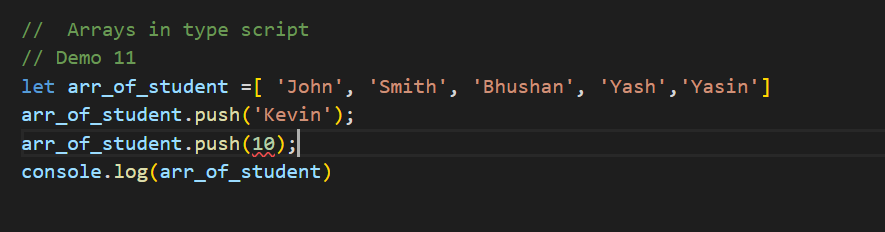 //  Arrays in type script
// Demo 11
let arr_of_student =[ 'John', 'Smith', 'Bhushan', 'Yash','Yasin']
arr_of_student.push('Kevin');
arr_of_student.push(10);
console.log(arr_of_student)